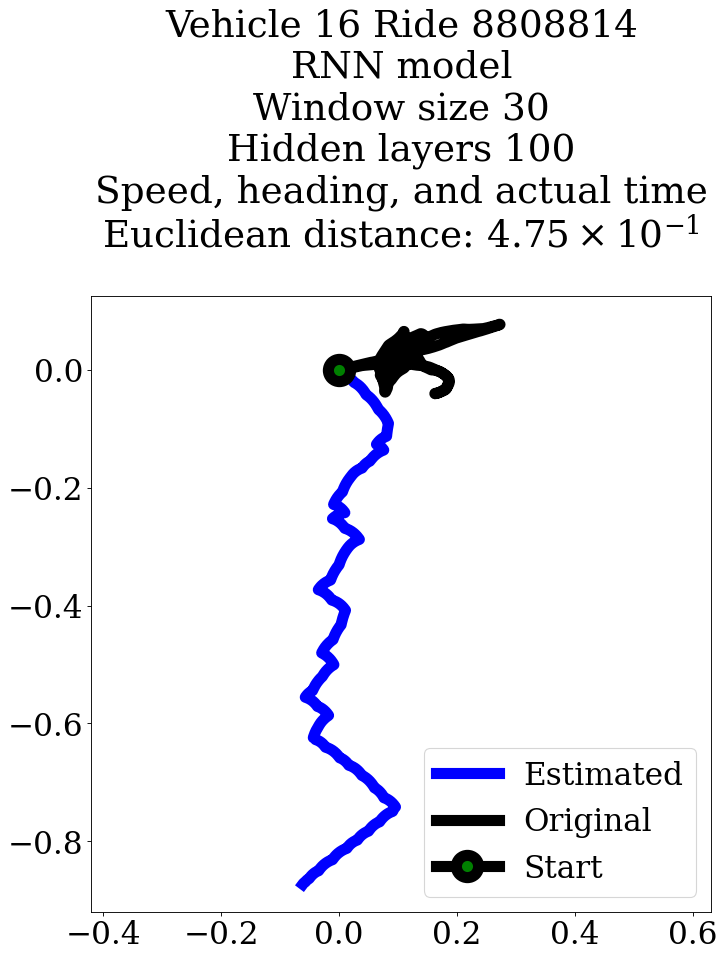 Vehicle 16 Ride 8808814
RNN model
Window size 30
Hidden layers 100
Speed, heading, and actual time
Euclidean distance: 4.75 × 10⁻¹
0.0
−0.2
−0.4
−0.6
−0.8
Estimated
Original
Start
−0.4 −0.2 0.0 0.2 0.4 0.6